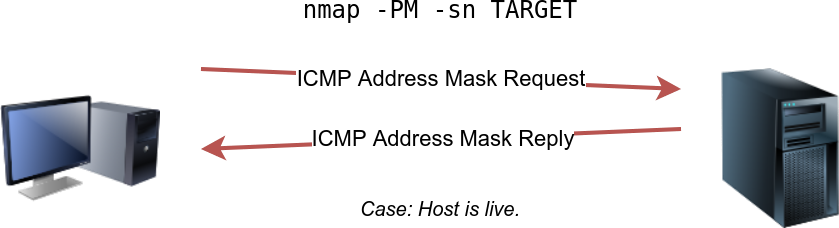 nmap -PM -sn TARGET
ICMP Address Mask Request
ICMP Address Mask Reply
Case: Host is live.